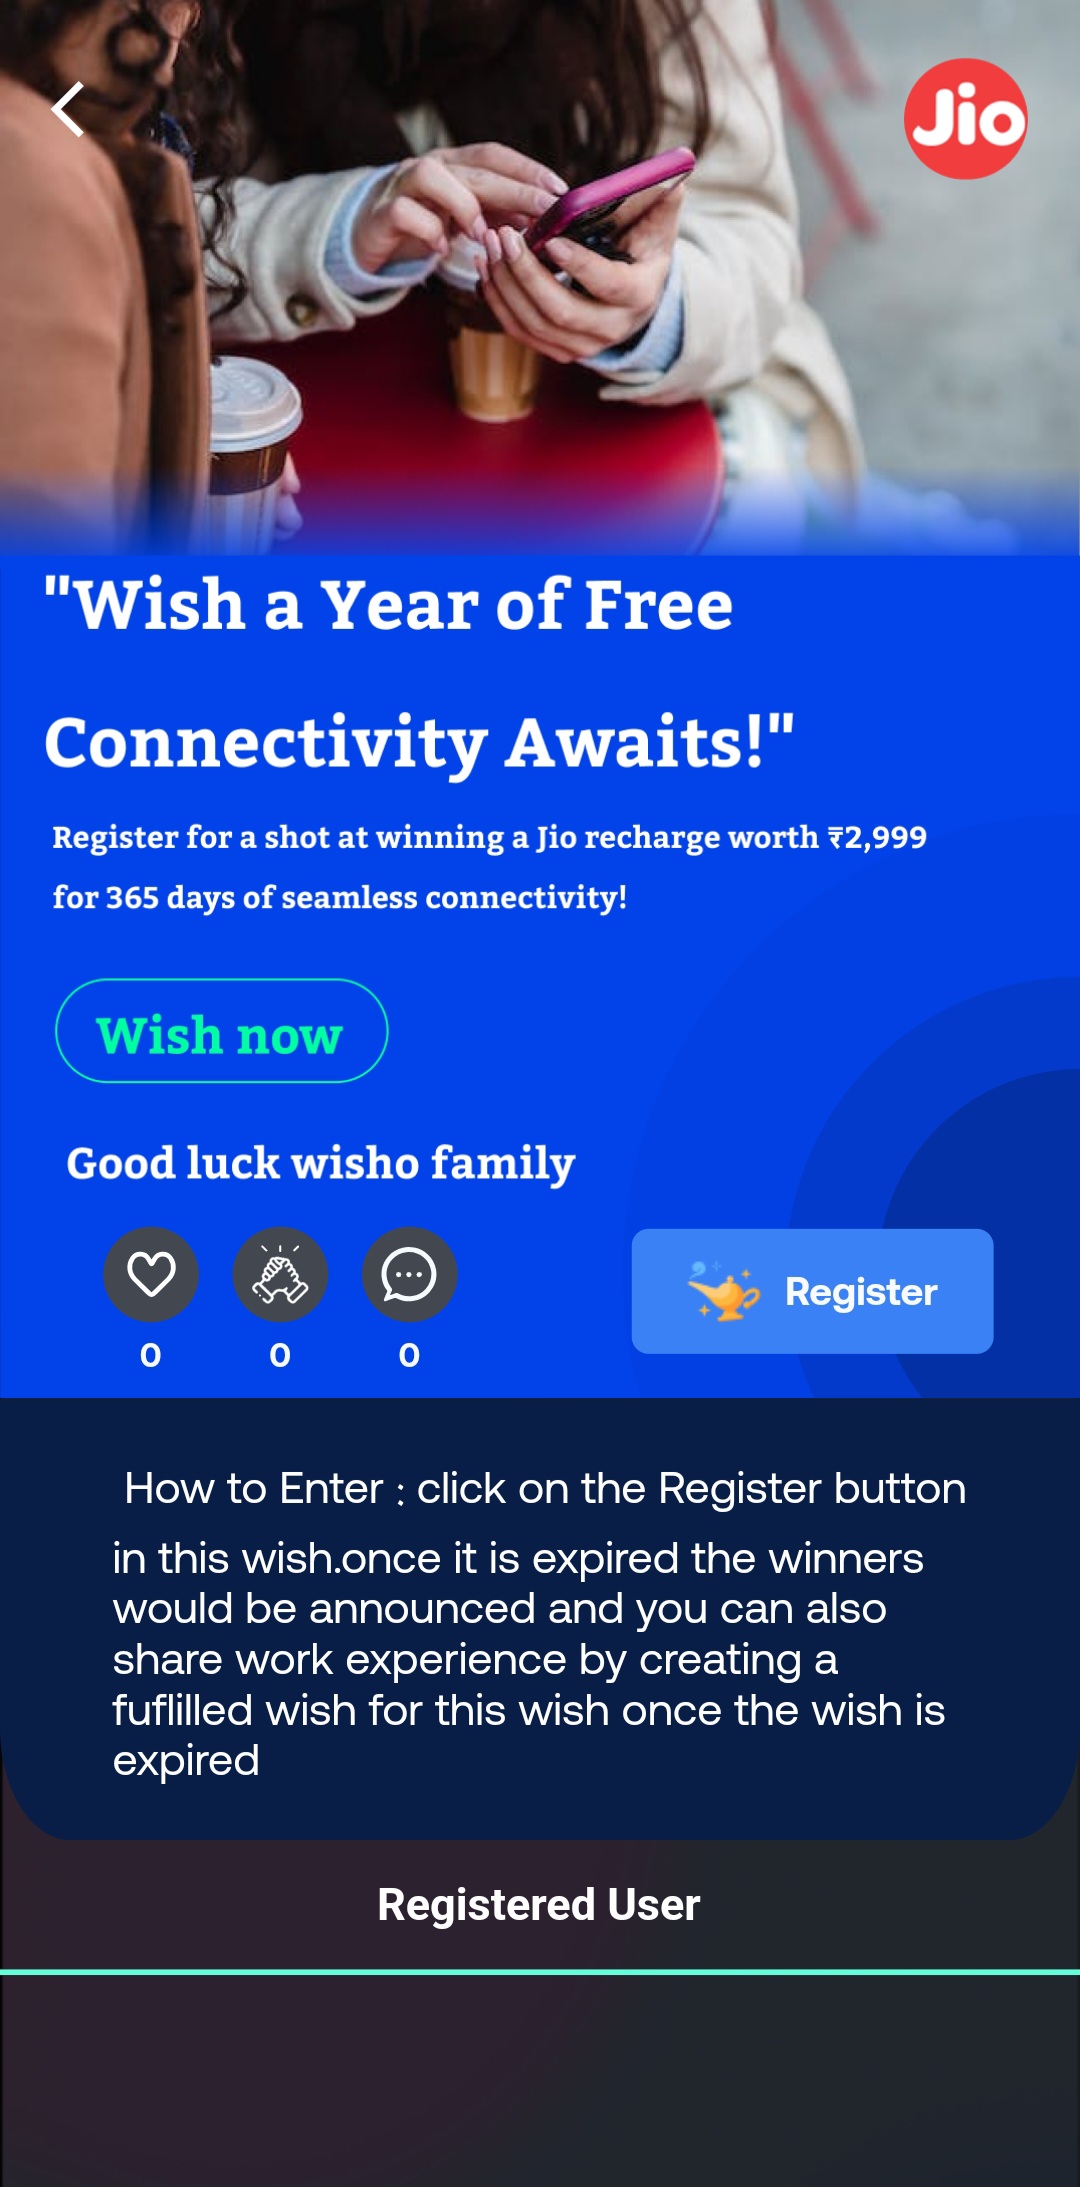 Jio
"Wish a Year of Free
Connectivity Awaits!"
Register for a shot at winning a Jio recharge worth ₹2,999
for 365 days of seamless connectivity!
Wish now
Good luck wisho family
Register
0 0 0
How to Enter : click on the Register button
in this wish.once it is expired the winners
would be announced and you can also
share work experience by creating a
fuflilled wish for this wish once the wish is
expired
Registered User